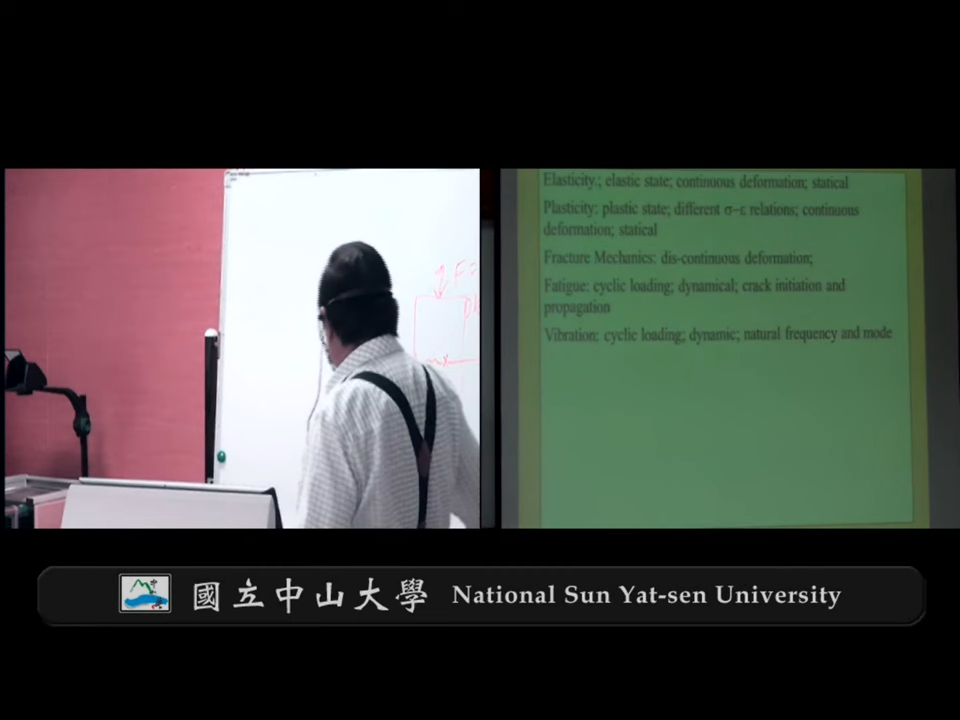 F=
Elasticity.; elastic state; continuous deformation; statical
Plasticity: plastic state; different σ–ε relations; continuous
deformation; statical
Fracture Mechanics: dis-continuous deformation;
Fatigue: cyclic loading; dynamical; crack initiation and
propagation
Vibration: cyclic loading; dynamic; natural frequency and mode
國立中山大學 National Sun Yat-sen University